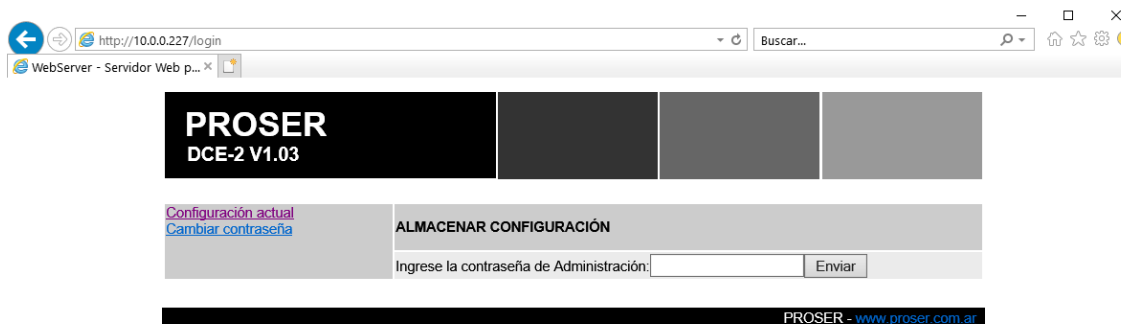 http://10.0.0.227/login
Buscar...
WebServer - Servidor Web p...
PROSER
DCE-2 V1.03
Configuración actual
Cambiar contraseña
ALMACENAR CONFIGURACIÓN
Ingrese la contraseña de Administración:
Enviar
PROSER - www.proser.com.ar